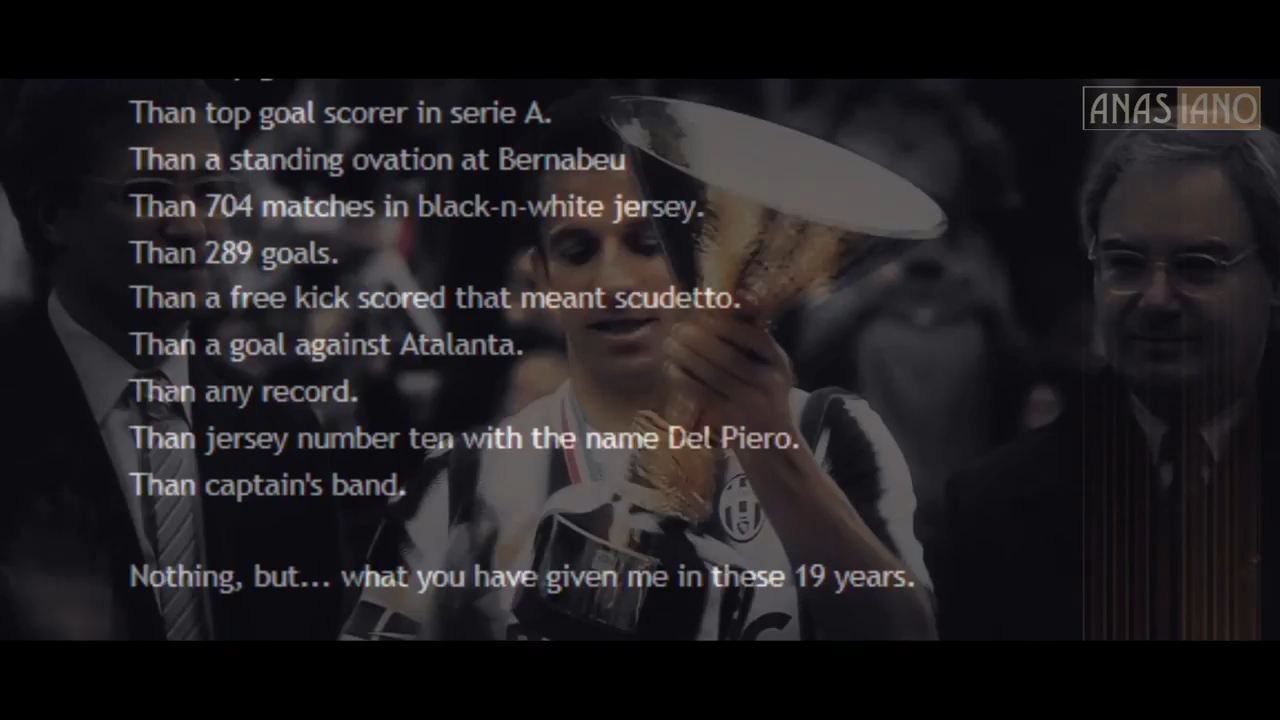 ANASIANO
Than top goal scorer in serie A.
Than a standing ovation at Bernabeu
Than 704 matches in black-n-white jersey.
Than 289 goals.
Than a free kick scored that meant scudetto.
Than a goal against Atalanta.
Than any record.
Than jersey number ten with the name Del Piero.
Than captain's band.
Nothing, but... what you have given me in these 19 years.